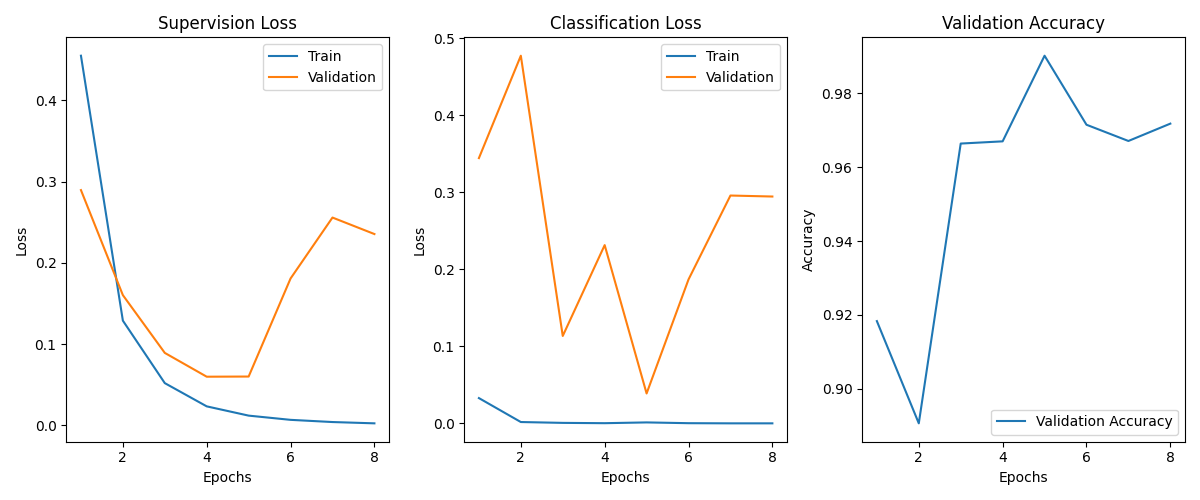 Supervision Loss
Train
Validation
0.4
0.3
0.2
0.1
0.0
Loss
2
4
6
8
Epochs
Classification Loss
Train
Validation
0.5
0.4
0.3
0.2
0.1
0.0
Loss
2
4
6
8
Epochs
Validation Accuracy
0.98
0.96
0.94
0.92
0.90
Accuracy
Validation Accuracy
2
4
6
8
Epochs